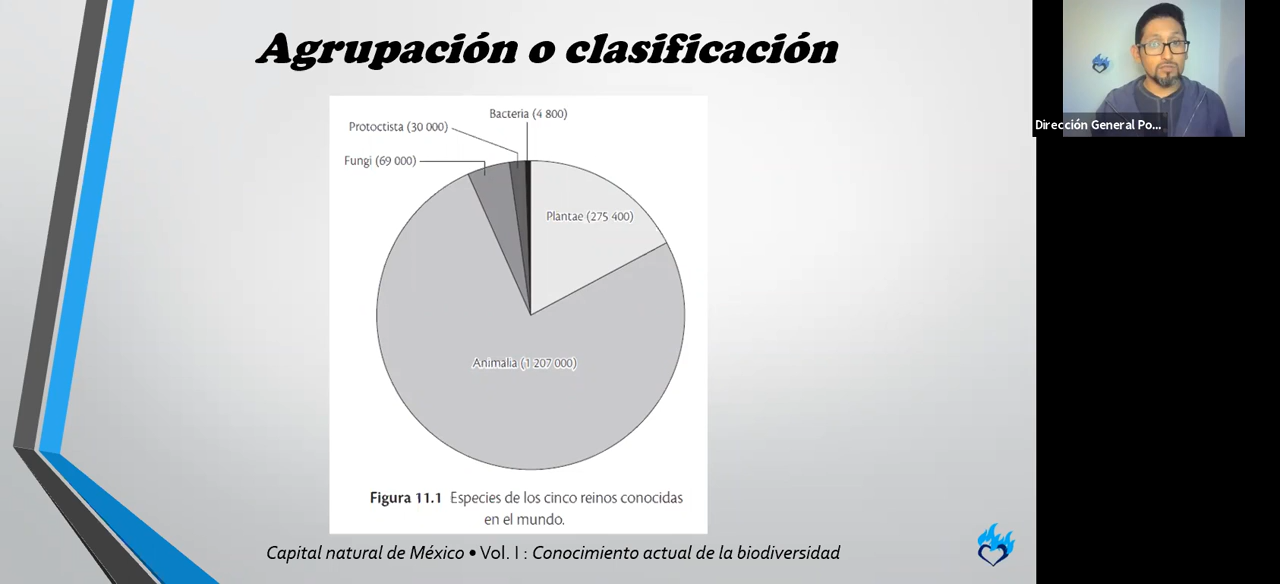 Agrupación o clasificación
Dirección General Po...
Bacteria (4 800)
Protoctista (30 000)
Fungi (69 000)
Plantae (275 400)
Animalia (1 207 000)
Figura 11.1 Especies de los cinco reinos conocidas
en el mundo.
Capital natural de México • Vol. I : Conocimiento actual de la biodiversidad